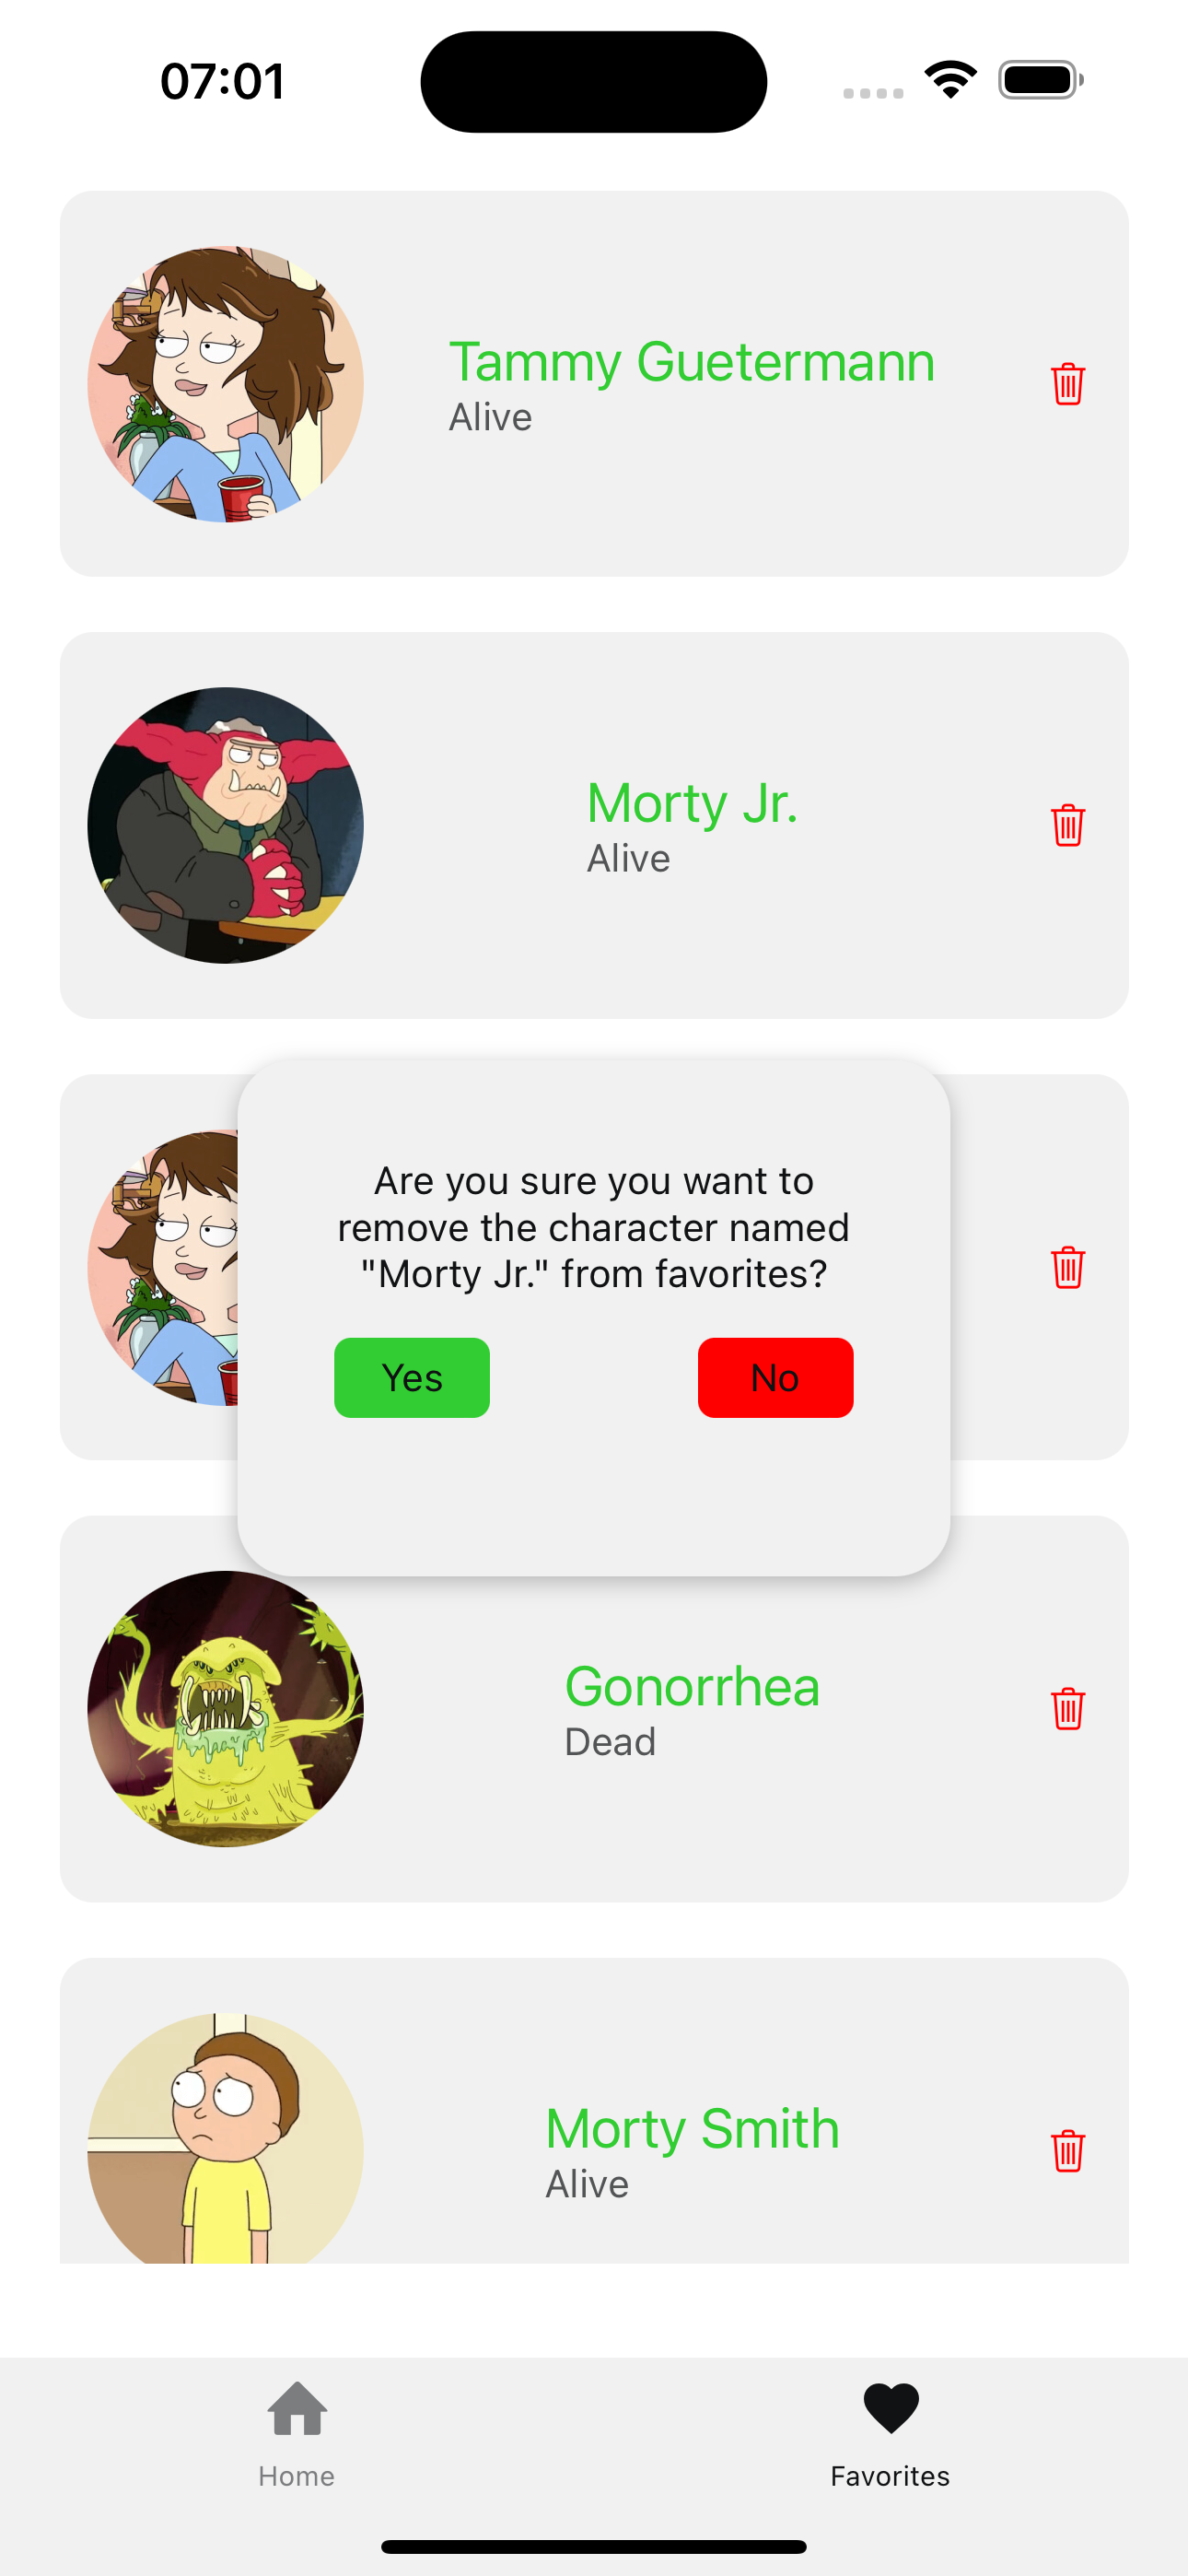 07:01
Tammy Guetermann
Alive
Morty Jr.
Alive
Are you sure you want to
remove the character named
"Morty Jr." from favorites?
Yes
No
Gonorrhea
Dead
Morty Smith
Alive
Home
Favorites